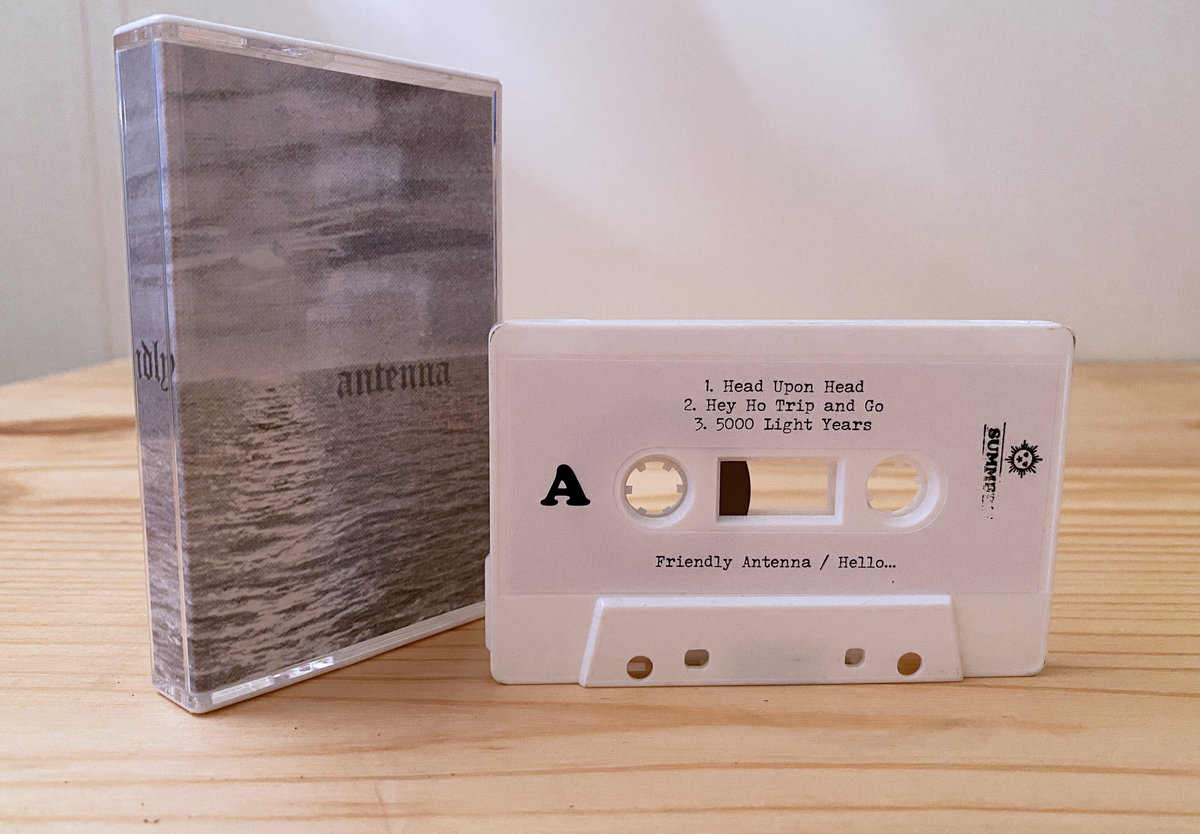 antenna
1. Head Upon Head
2. Hey Ho Trip and Go
3. 5000 Light Years
A
Friendly Antenna / Hello...